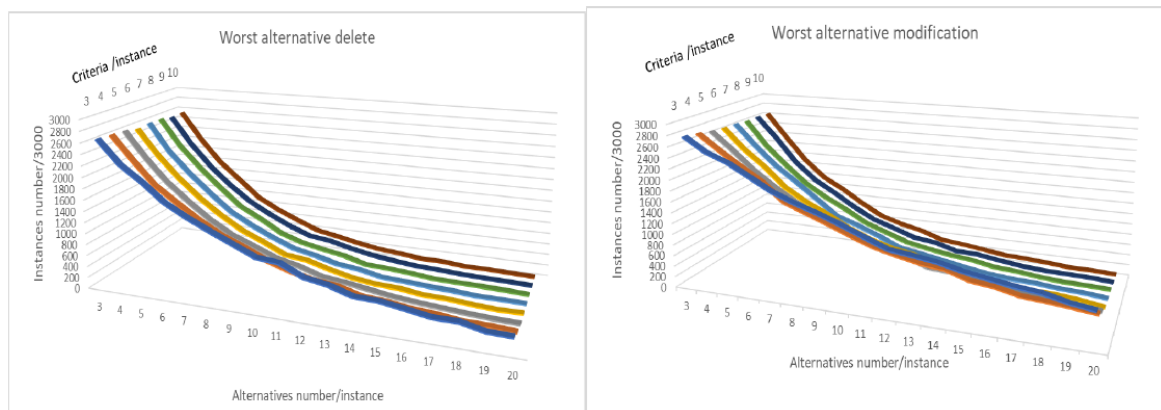 Worst alternative delete
Criteria /instance
3 4 5 6 7 8 9 10
Instances number/3000
3000
2800
2600
2400
2200
2000
1800
1600
1400
1200
1000
800
600
400
200
0
3 4 5 6 7 8 9 10 11 12 13 14 15 16 17 18 19 20
Alternatives number/instance
Worst alternative modification
Criteria /instance
3 4 5 6 7 8 9 10
Instances number/3000
3000
2800
2600
2400
2200
2000
1800
1600
1400
1200
1000
800
600
400
200
0
3 4 5 6 7 8 9 10 11 12 13 14 15 16 17 18 19 20
Alternatives number/instance